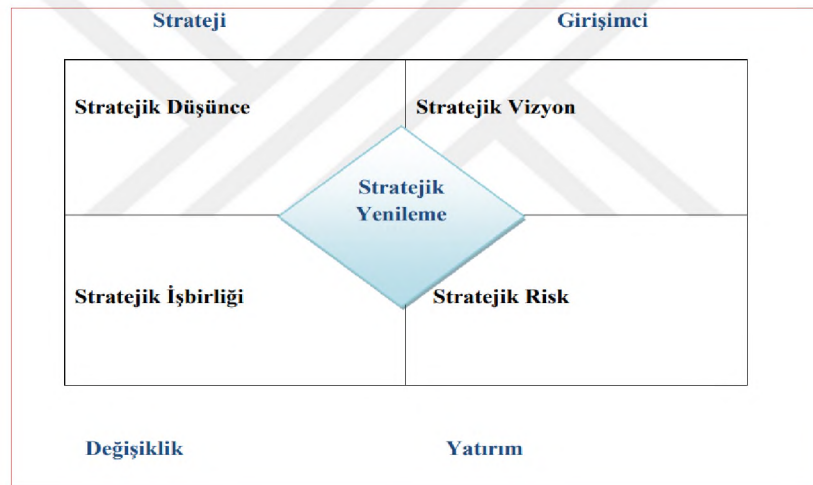 Strateji Girişimci
Stratejik Düşünce Stratejik Vizyon
Stratejik
Yenileme
Stratejik İşbirliği Stratejik Risk
Değişiklik Yatırım